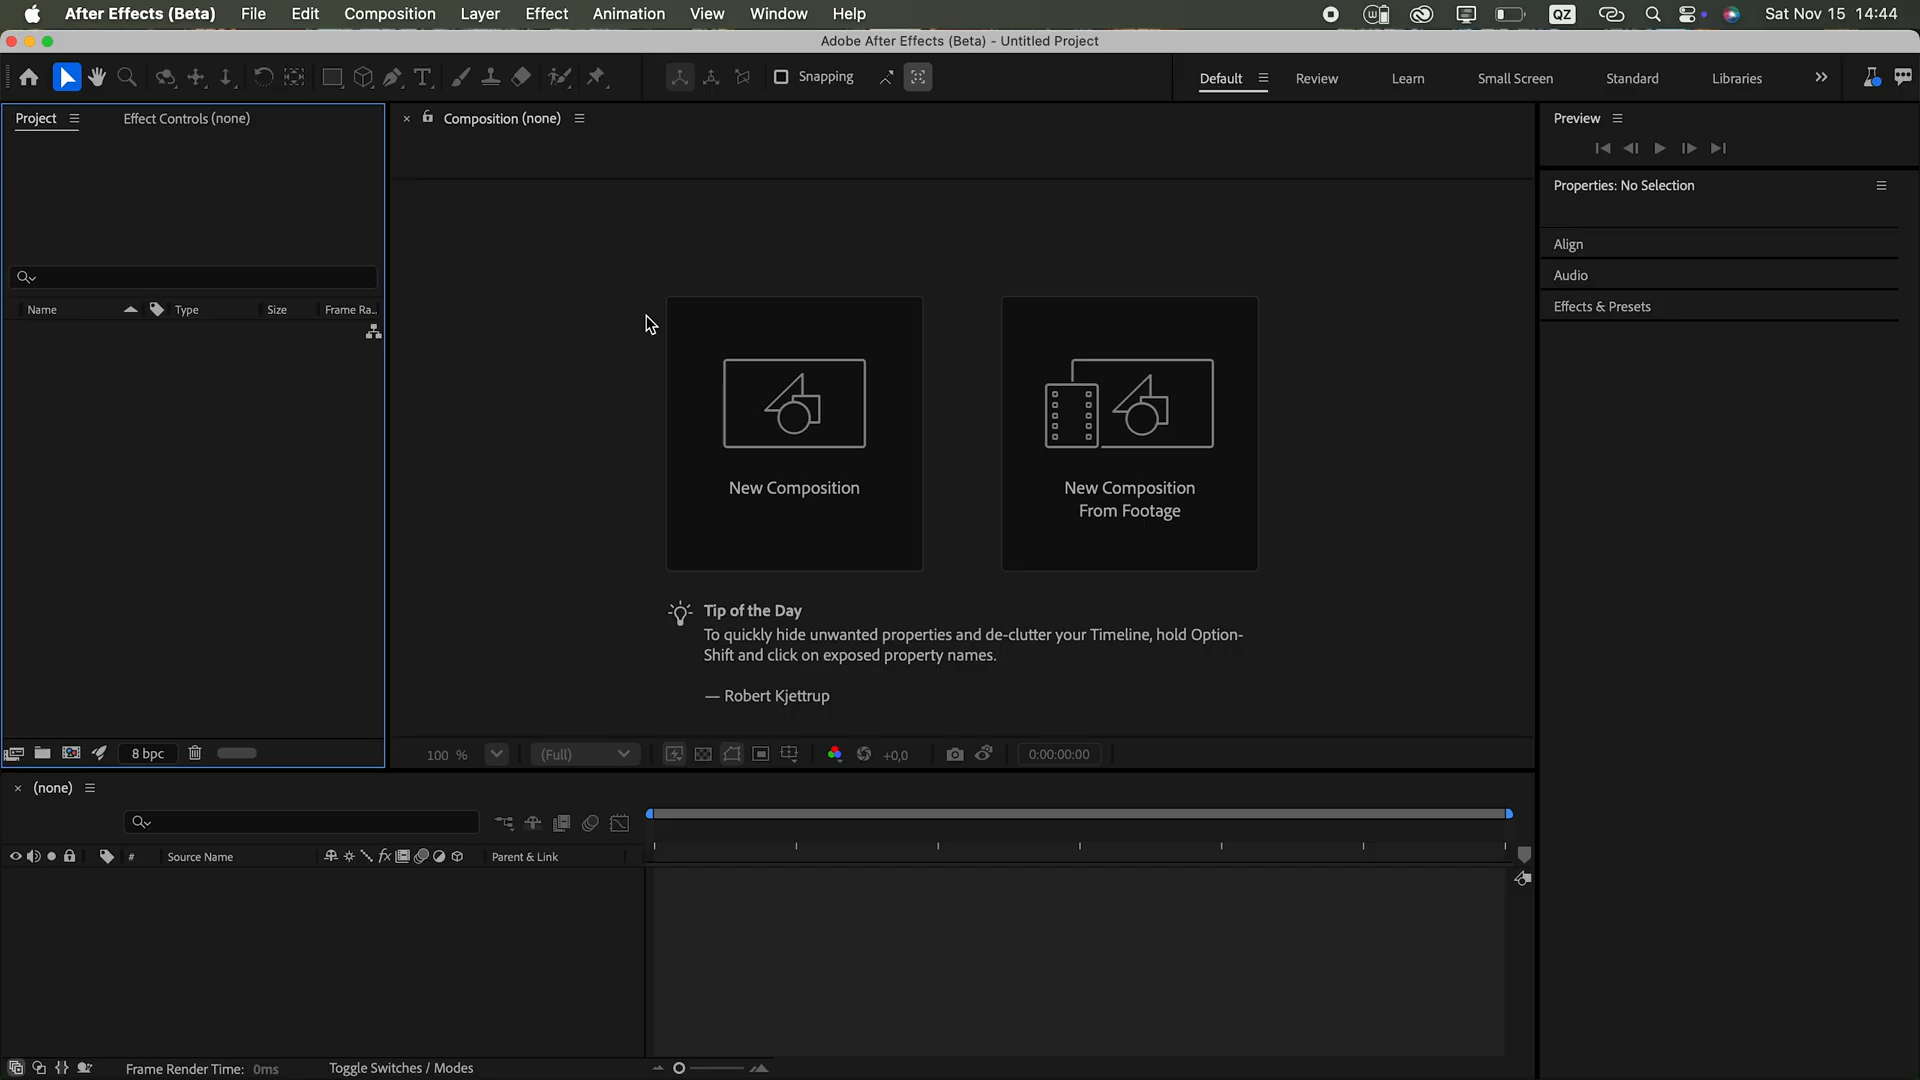 After Effects (Beta) File Edit Composition Layer Effect Animation View Window Help QZ Sat Nov 15 14:44
Adobe After Effects (Beta) - Untitled Project
Snapping Default Review Learn Small Screen Standard Libraries
Project Effect Controls (none) Composition (none) Preview
Properties: No Selection
Align
Audio
Effects & Presets
Name Type Size Frame Ra...
New Composition
New Composition
From Footage
Tip of the Day
To quickly hide unwanted properties and de-clutter your Timeline, hold Option-
Shift and click on exposed property names.
— Robert Kjettrup
8 bpc 100 % (Full) +0,0 0:00:00:00
(none)
# Source Name fx Parent & Link
Frame Render Time: 0ms Toggle Switches / Modes